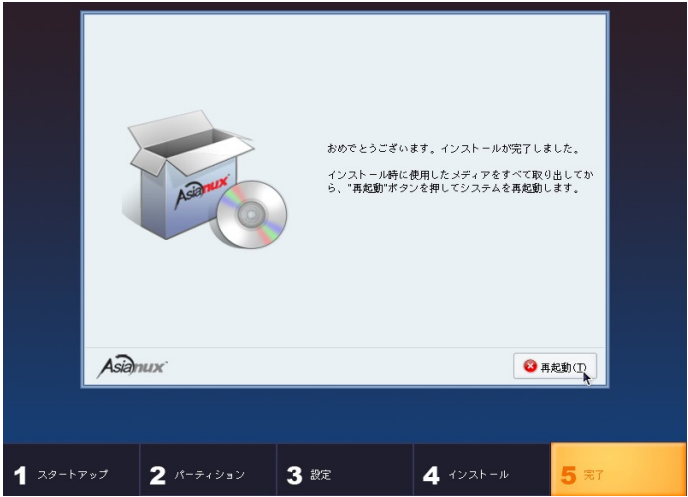 Asianux
おめでとうございます。インストールが完了しました。
インストール時に使用したメディアをすべて取り出してか
ら、"再起動"ボタンを押してシステムを再起動します。
Asianux
再起動(T)
1 スタートアップ
2 パーティション
3 設定
4 インストール
5 完了